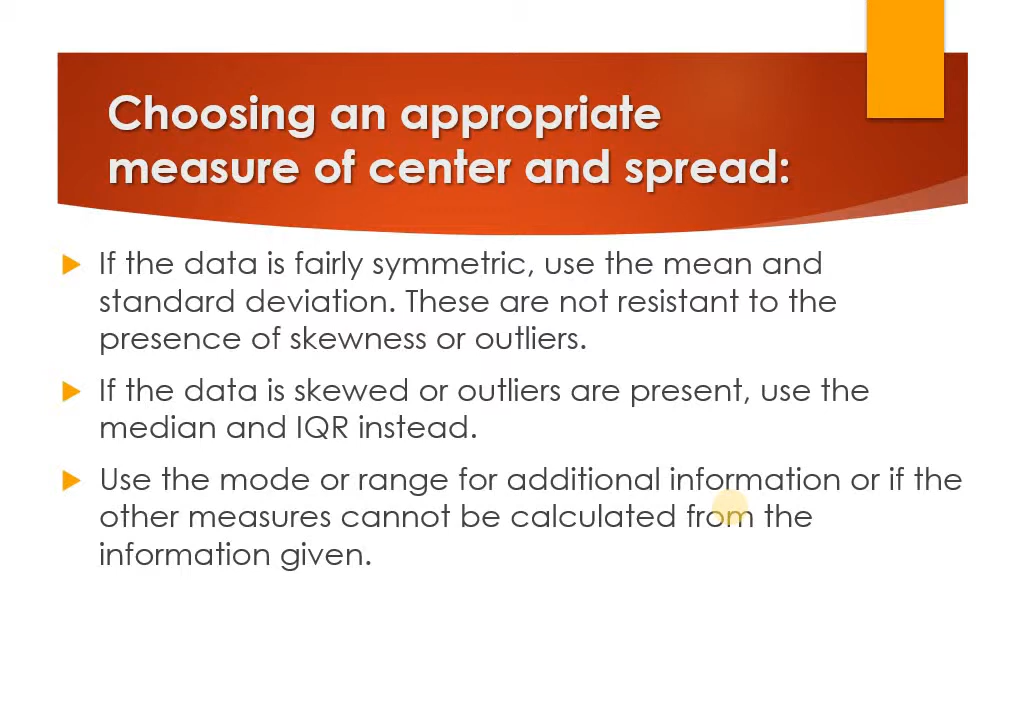 Choosing an appropriate
measure of center and spread:
If the data is fairly symmetric, use the mean and
standard deviation. These are not resistant to the
presence of skewness or outliers.
If the data is skewed or outliers are present, use the
median and IQR instead.
Use the mode or range for additional information or if the
other measures cannot be calculated from the
information given.